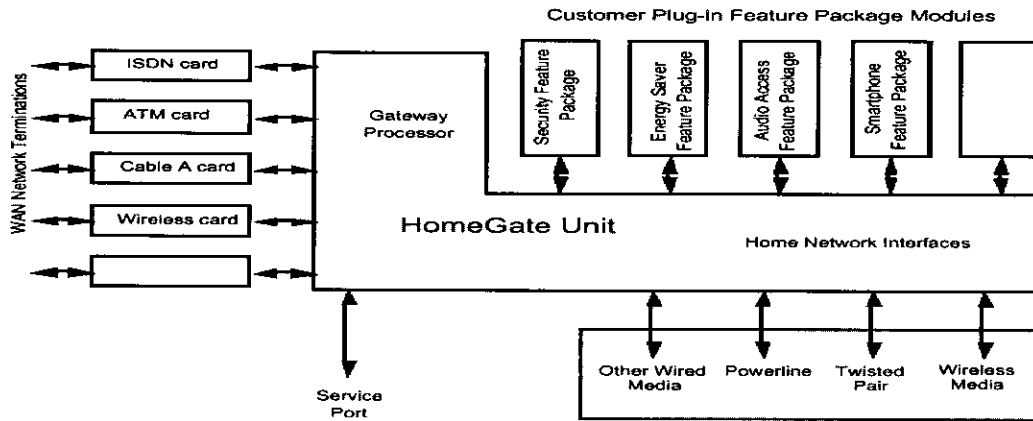 Customer Plug-In Feature Package Modules
WAN Network Terminations
ISDN card
ATM card
Cable A card
Wireless card
Gateway
Processor
Security Feature
Package
Energy Saver
Feature Package
Audio Access
Feature Package
Smartphone
Feature Package
HomeGate Unit
Home Network Interfaces
Service
Port
Other Wired
Media
Powerline
Twisted
Pair
Wireless
Media